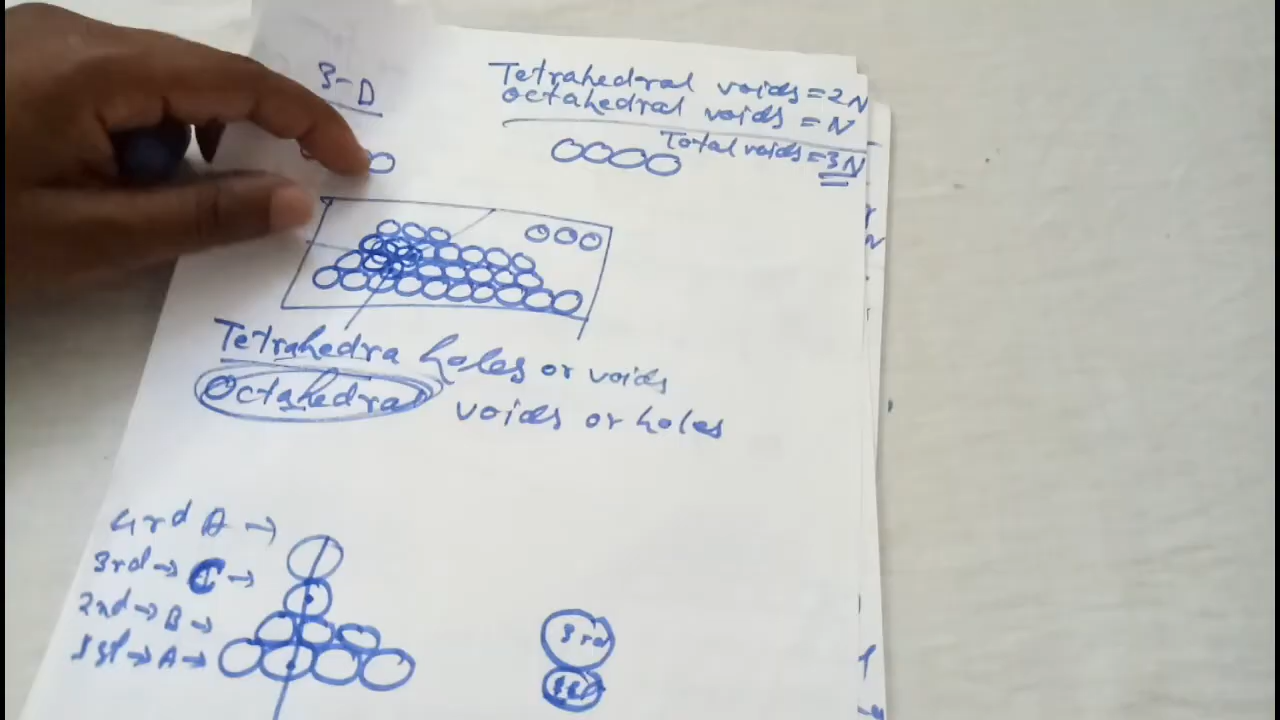 3-D
Tetrahedral voids = 2N
Octahedral voids = N
Total voids = 3N
Tetrahedra holes or voids
Octahedral voids or holes
4rd A →
3rd → C →
2nd → B →
1st → A →
3rd